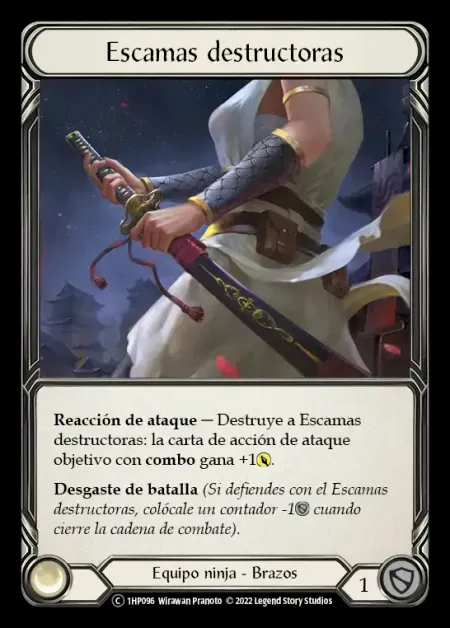 Escamas destructoras
Reacción de ataque — Destruye a Escamas
destructoras: la carta de acción de ataque
objetivo con combo gana +1.
Desgaste de batalla (Si defiendes con el Escamas
destructoras, colócale un contador -1 cuando
cierre la cadena de combate).
Equipo ninja - Brazos
1
C 1HP096 Wirawan Pranoto © 2022 Legend Story Studios